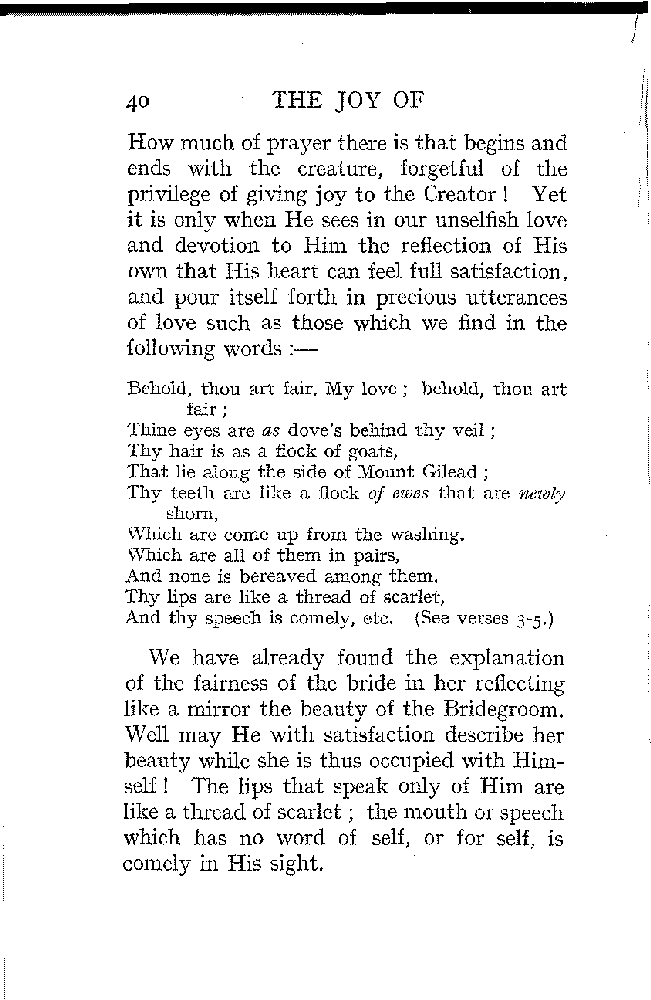 40 THE JOY OF
How much of prayer there is that begins and
ends with the creature, forgetful of the
privilege of giving joy to the Creator! Yet
it is only when He sees in our unselfish love
and devotion to Him the reflection of His
own that His heart can feel full satisfaction,
and pour itself forth in precious utterances
of love such as those which we find in the
following words :—
Behold, thou art fair, My love ; behold, thou art
fair ;
Thine eyes are as dove's behind thy veil ;
Thy hair is as a flock of goats,
That lie along the side of Mount Gilead ;
Thy teeth are like a flock of ewes that are newly
shorn,
Which are come up from the washing,
Which are all of them in pairs,
And none is bereaved among them.
Thy lips are like a thread of scarlet,
And thy speech is comely, etc. (See verses 3-5.)
We have already found the explanation
of the fairness of the bride in her reflecting
like a mirror the beauty of the Bridegroom.
Well may He with satisfaction describe her
beauty while she is thus occupied with Him-
self! The lips that speak only of Him are
like a thread of scarlet ; the mouth or speech
which has no word of self, or for self, is
comely in His sight.